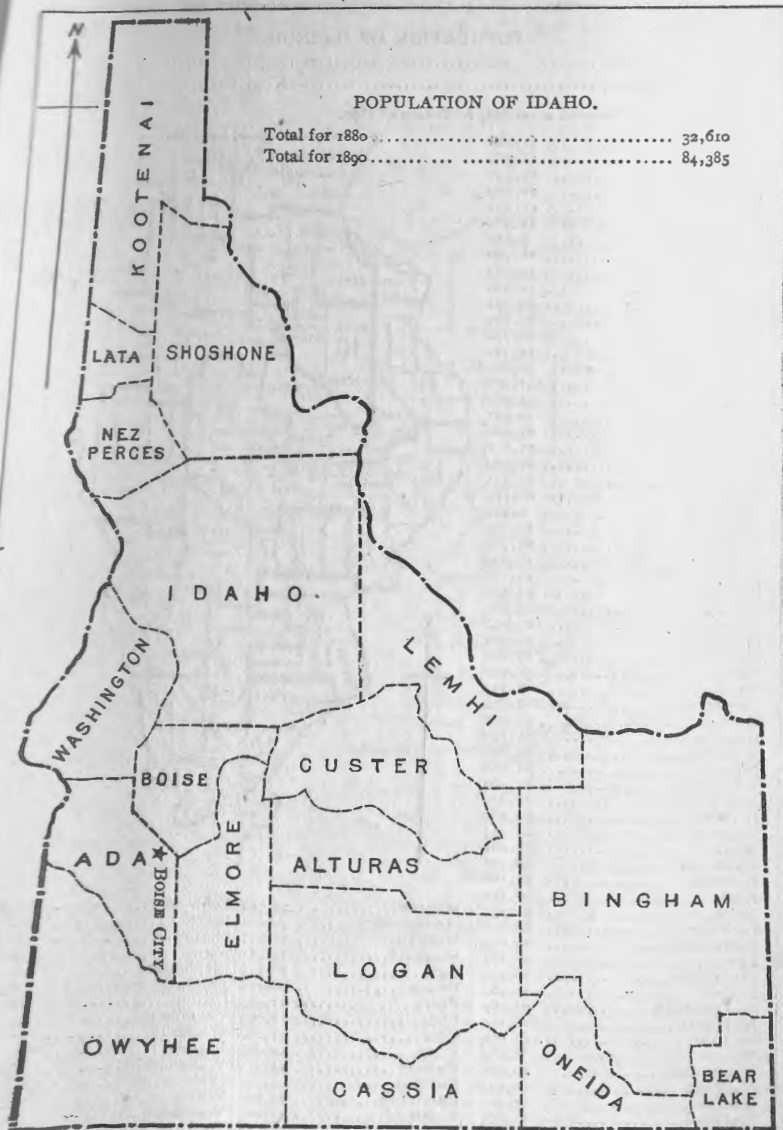 N
POPULATION OF IDAHO.
Total for 1880 .......................................... 32,610
Total for 1890 .......................................... 84,385
KOOTENAI
LATA
SHOSHONE
NEZ
PERCES
IDAHO
LEMHI
WASHINGTON
BOISE
CUSTER
ADA
BOISE CITY
ELMORE
ALTURAS
BINGHAM
LOGAN
OWYHEE
CASSIA
ONEIDA
BEAR
LAKE